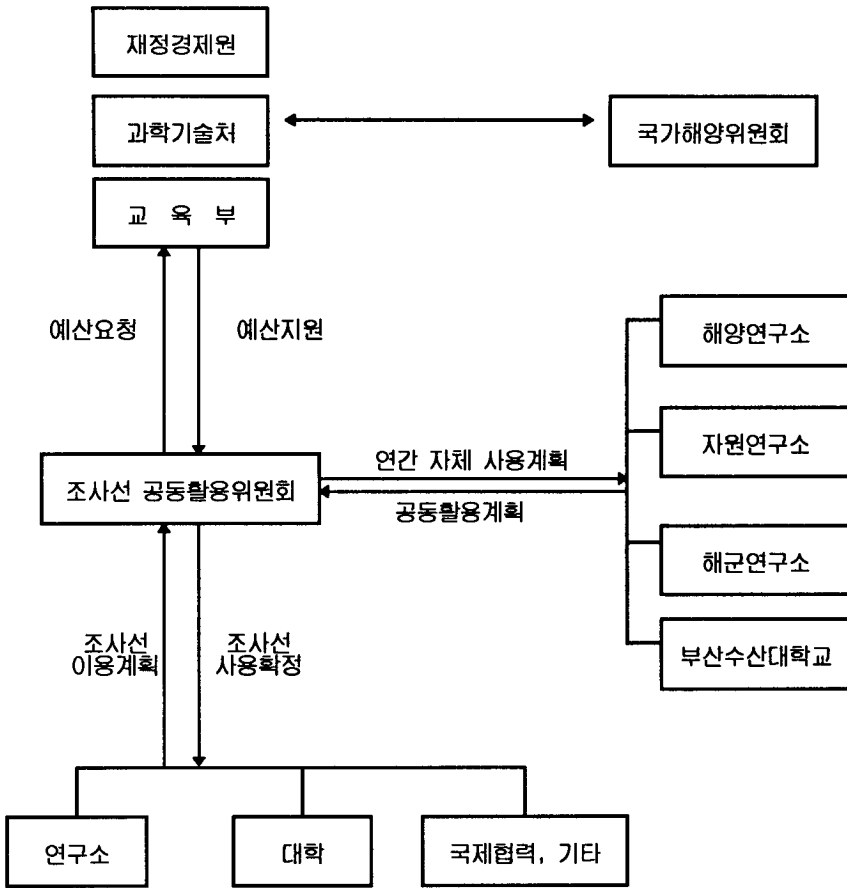 재정경제원
과학기술처
국가해양위원회
교 육 부
예산요청
예산지원
해양연구소
자원연구소
연간 자체 사용계획
조사선 공동활용위원회
공동활용계획
해군연구소
조사선
이용계획
조사선
사용확정
부산수산대학교
연구소
대학
국제협력, 기타